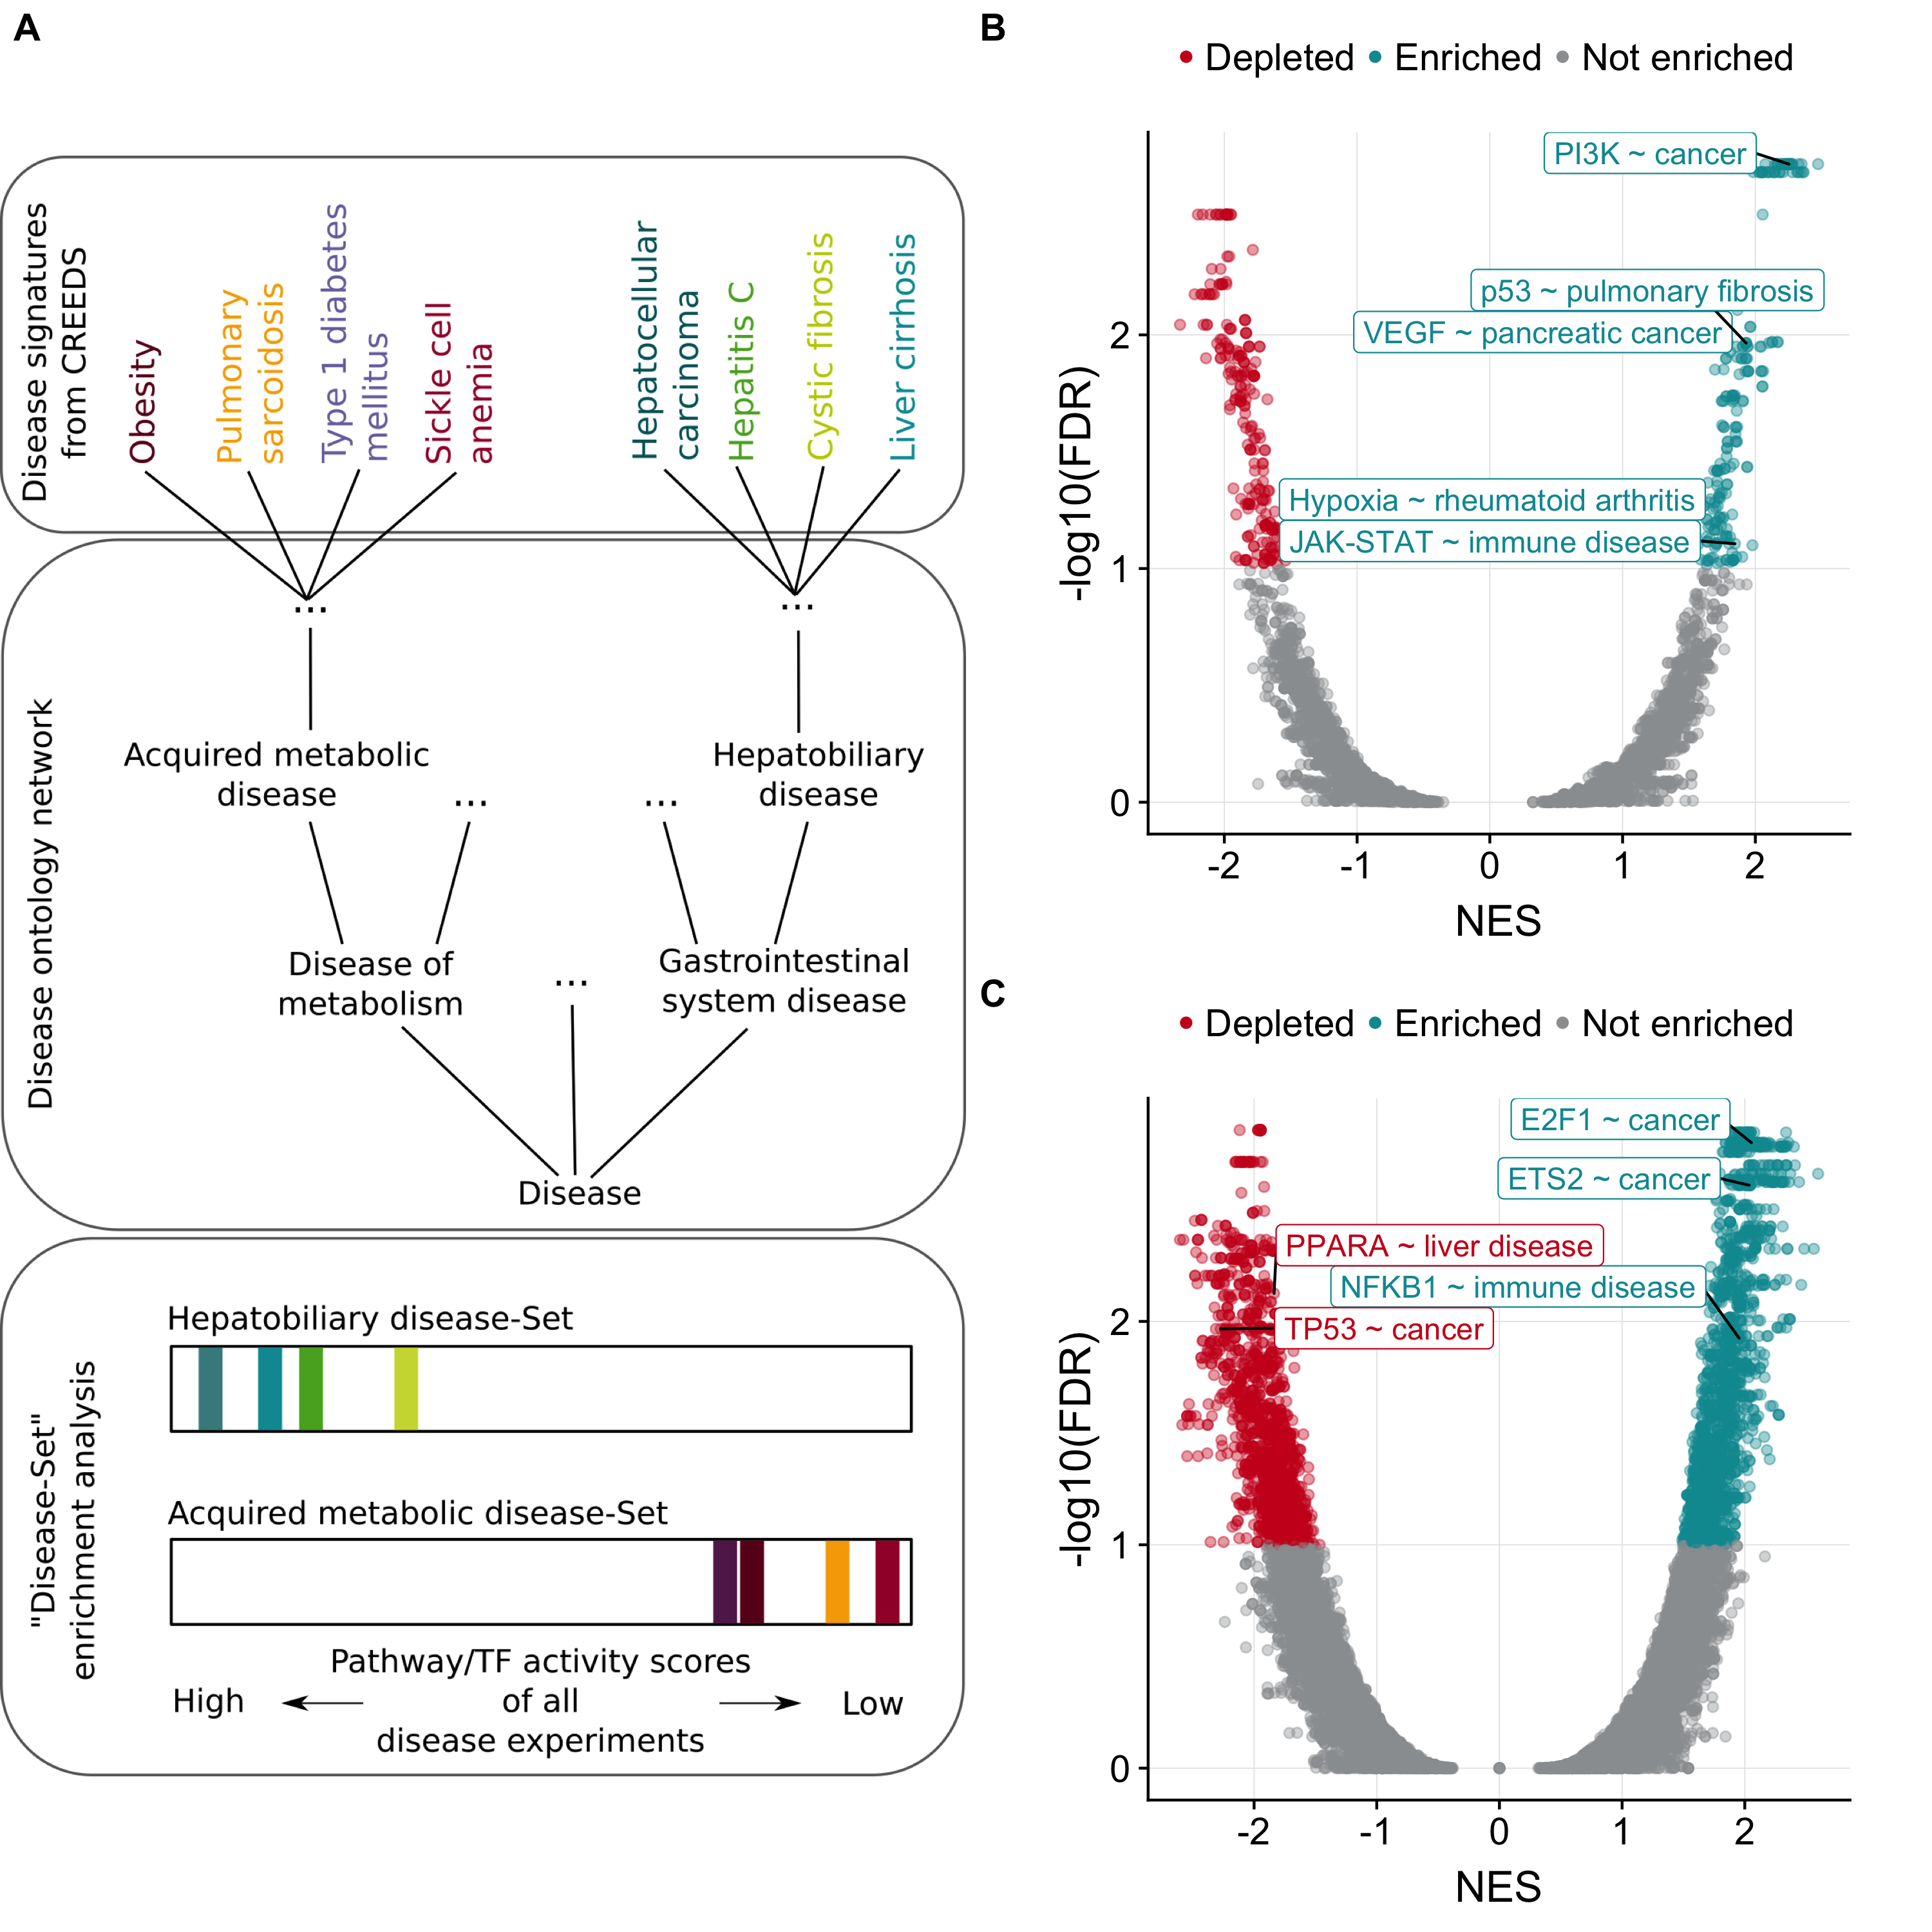 A
Disease signatures
from CREEDS
Obesity
Pulmonary
sarcoidosis
Type 1 diabetes
mellitus
Sickle cell
anemia
Hepatocellular
carcinoma
Hepatitis C
Cystic fibrosis
Liver cirrhosis
Disease ontology network
...
...
Acquired metabolic
disease
...
...
Hepatobiliary
disease
Disease of
metabolism
...
Gastrointestinal
system disease
Disease
"Disease-Set"
enrichment analysis
Hepatobiliary disease-Set
Acquired metabolic disease-Set
Pathway/TF activity scores
of all
disease experiments
High
Low
B
Depleted Enriched Not enriched
PI3K ~ cancer
p53 ~ pulmonary fibrosis
VEGF ~ pancreatic cancer
Hypoxia ~ rheumatoid arthritis
JAK-STAT ~ immune disease
-log10(FDR)
2
1
0
-2 -1 0 1 2
NES
C
Depleted Enriched Not enriched
E2F1 ~ cancer
ETS2 ~ cancer
PPARA ~ liver disease
NFKB1 ~ immune disease
TP53 ~ cancer
-log10(FDR)
2
1
0
-2 -1 0 1 2
NES